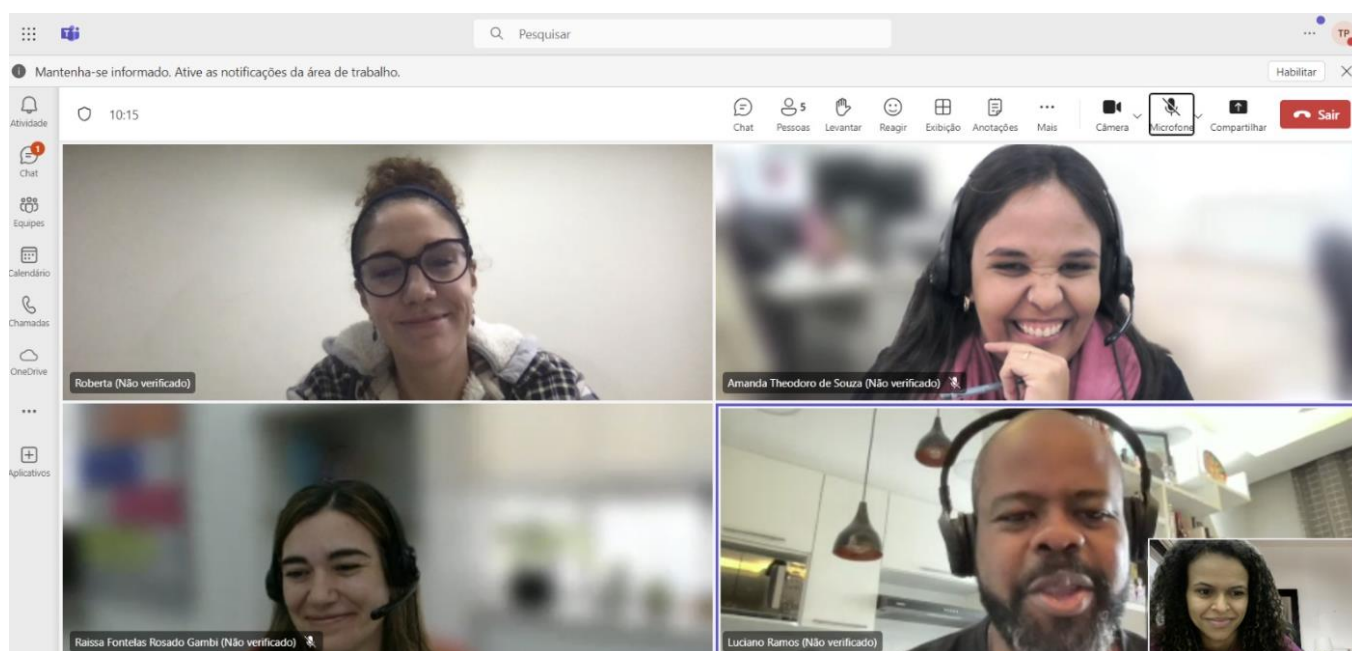 Pesquisar
TP
Mantenha-se informado. Ative as notificações da área de trabalho.
Habilitar
Atividade
10:15
5
Chat
Pessoas
Levantar
Reagir
Exibição
Anotações
Mais
Câmera
Microfone
Compartilhar
Sair
1
Chat
Equipes
Calendário
Chamadas
OneDrive
Aplicativos
Roberta (Não verificado)
Amanda Theodoro de Souza (Não verificado)
Raissa Fontelas Rosado Gambi (Não verificado)
Luciano Ramos (Não verificado)